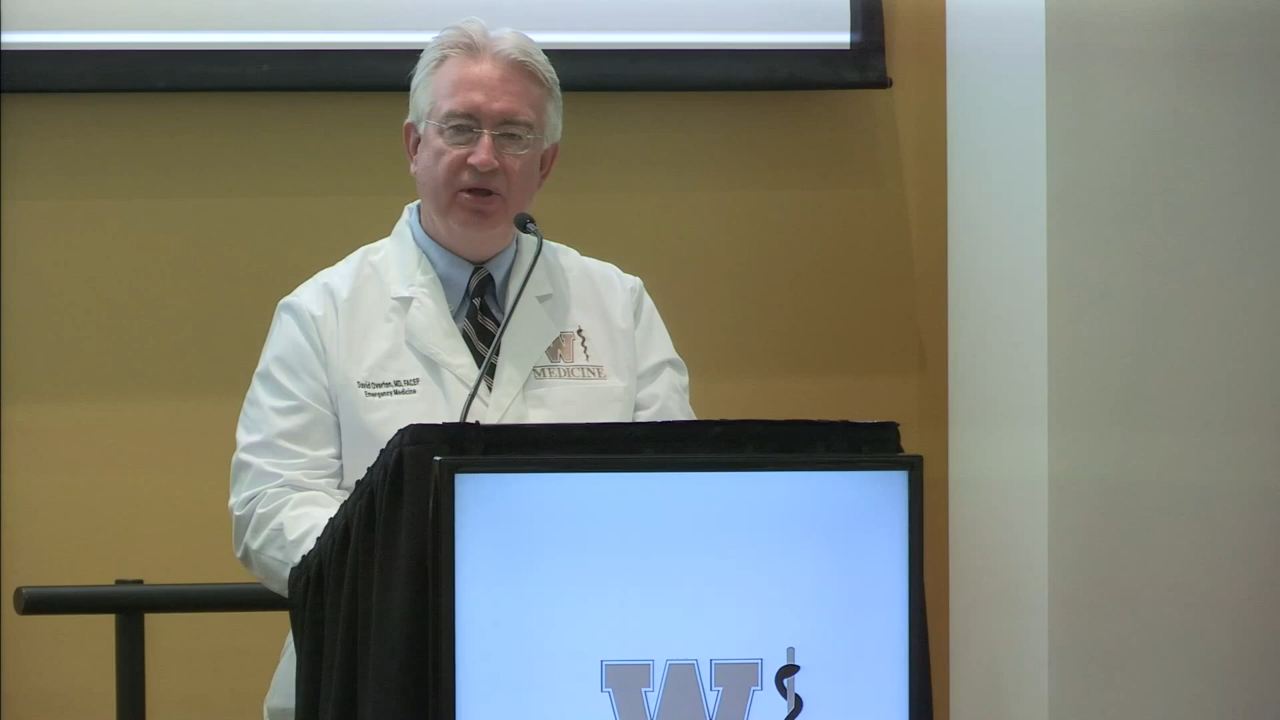 David Overton, MD, FACEP
Emergency Medicine
W
MEDICINE
W